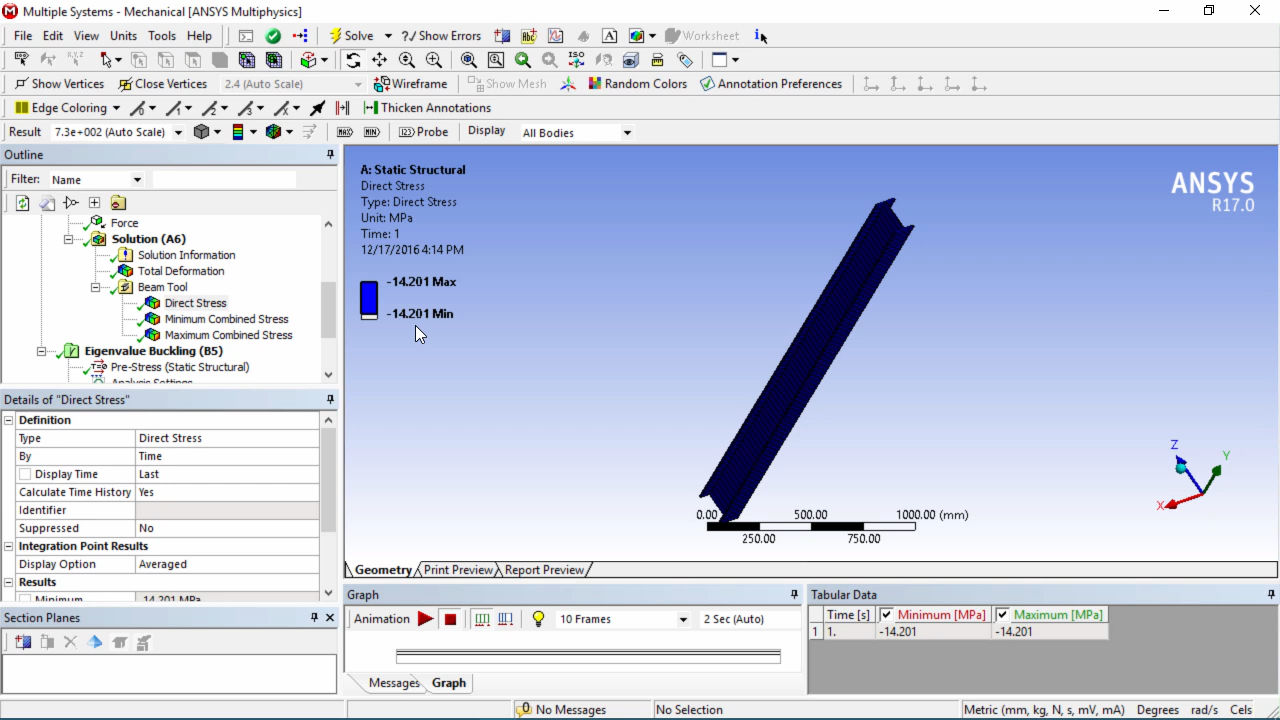 Multiple Systems - Mechanical [ANSYS Multiphysics]
File Edit View Units Tools Help Solve ?/ Show Errors Worksheet
Show Vertices Close Vertices 2.4 (Auto Scale) Wireframe Show Mesh Random Colors Annotation Preferences
Edge Coloring Thicken Annotations
Result 7.3e+002 (Auto Scale) MAX MIN Probe Display All Bodies
Outline
Filter: Name
Force
Solution (A6)
Solution Information
Total Deformation
Beam Tool
Direct Stress
Minimum Combined Stress
Maximum Combined Stress
Eigenvalue Buckling (B5)
Pre-Stress (Static Structural)
Analysis Settings
Details of "Direct Stress"
Definition
Type Direct Stress
By Time
Display Time Last
Calculate Time History Yes
Identifier
Suppressed No
Integration Point Results
Display Option Averaged
Results
Minimum -14.201 MPa
Section Planes
A: Static Structural
Direct Stress
Type: Direct Stress
Unit: MPa
Time: 1
12/17/2016 4:14 PM
-14.201 Max
-14.201 Min
ANSYS
R17.0
Z
Y
X
0.00 500.00 1000.00 (mm)
250.00 750.00
Geometry Print Preview Report Preview
Graph
Animation 10 Frames 2 Sec (Auto)
Messages Graph
Tabular Data
Time [s] Minimum [MPa] Maximum [MPa]
1 1. -14.201 -14.201
0 No Messages No Selection Metric (mm, kg, N, s, mV, mA) Degrees rad/s Cels